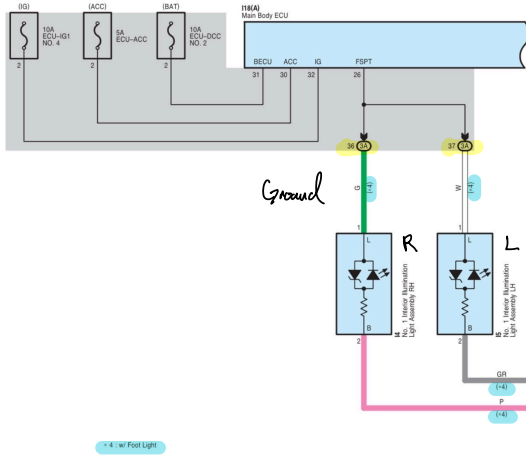 (IG)
(ACC)
(BAT)
I18(A)
Main Body ECU
10A
ECU-IG1
NO. 4
5A
ECU-ACC
10A
ECU-DCC
NO. 2
2
2
2
BECU
ACC
IG
FSPT
31
30
32
26
36
3A
37
3A
Ground
G
(*4)
W
(*4)
1
1
R
L
L
L
I4
No. 1 Interior Illumination
Light Assembly RH
I5
No. 1 Interior Illumination
Light Assembly LH
B
B
2
2
GR
(*4)
P
(*4)
* 4 : w/ Foot Light